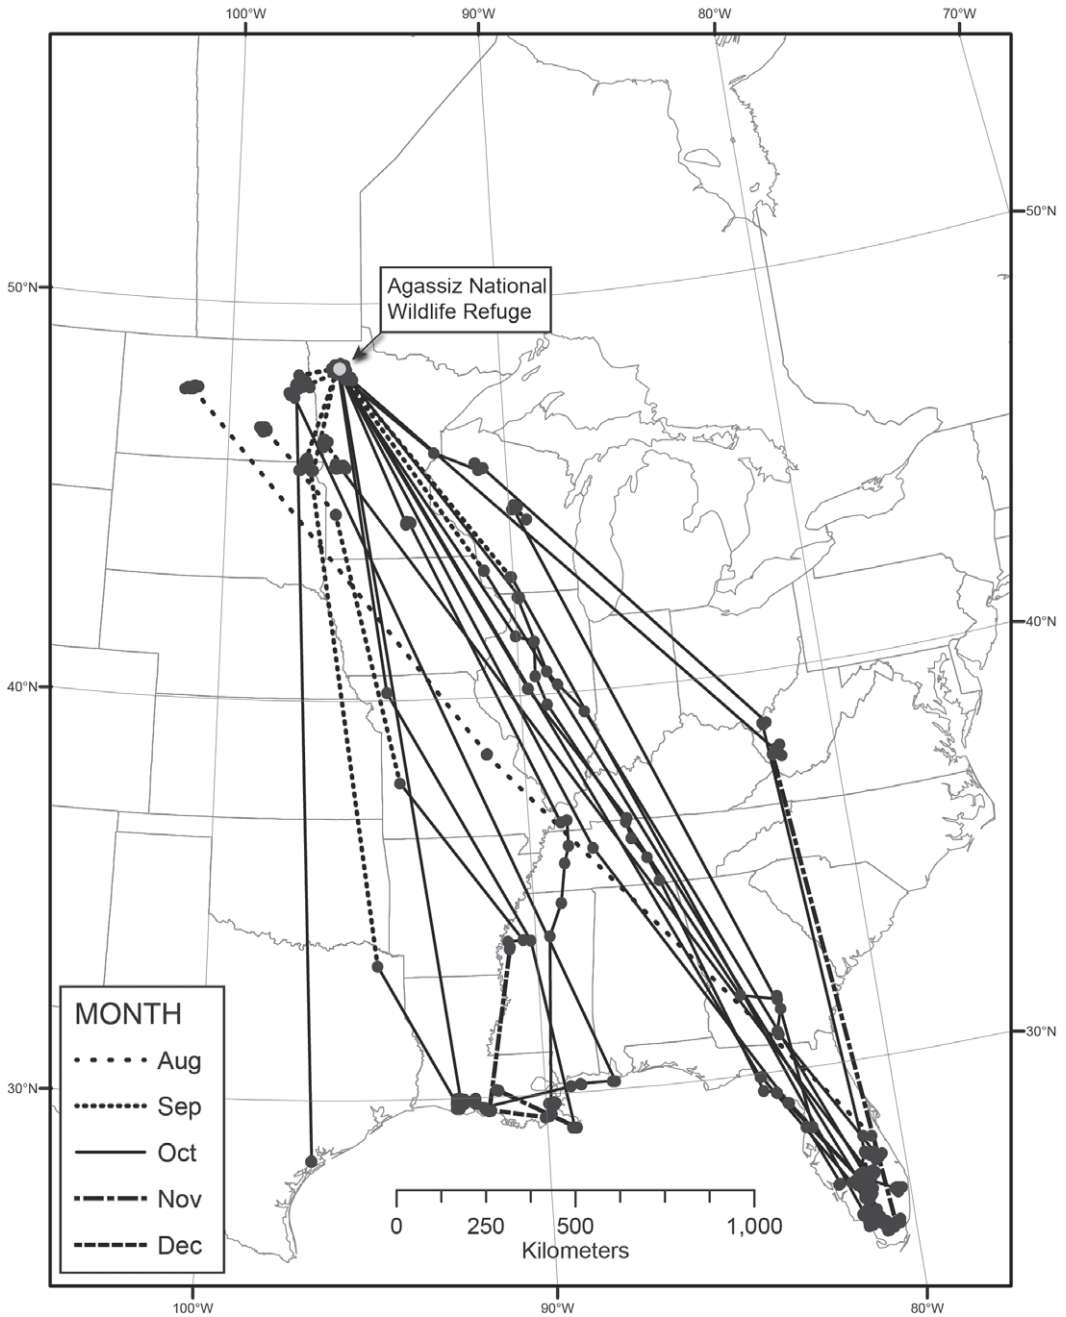 100°W
90°W
80°W
70°W
50°N
50°N
Agassiz National
Wildlife Refuge
40°N
40°N
30°N
30°N
MONTH
Aug
Sep
Oct
Nov
Dec
0
250
500
1,000
Kilometers
100°W
90°W
80°W